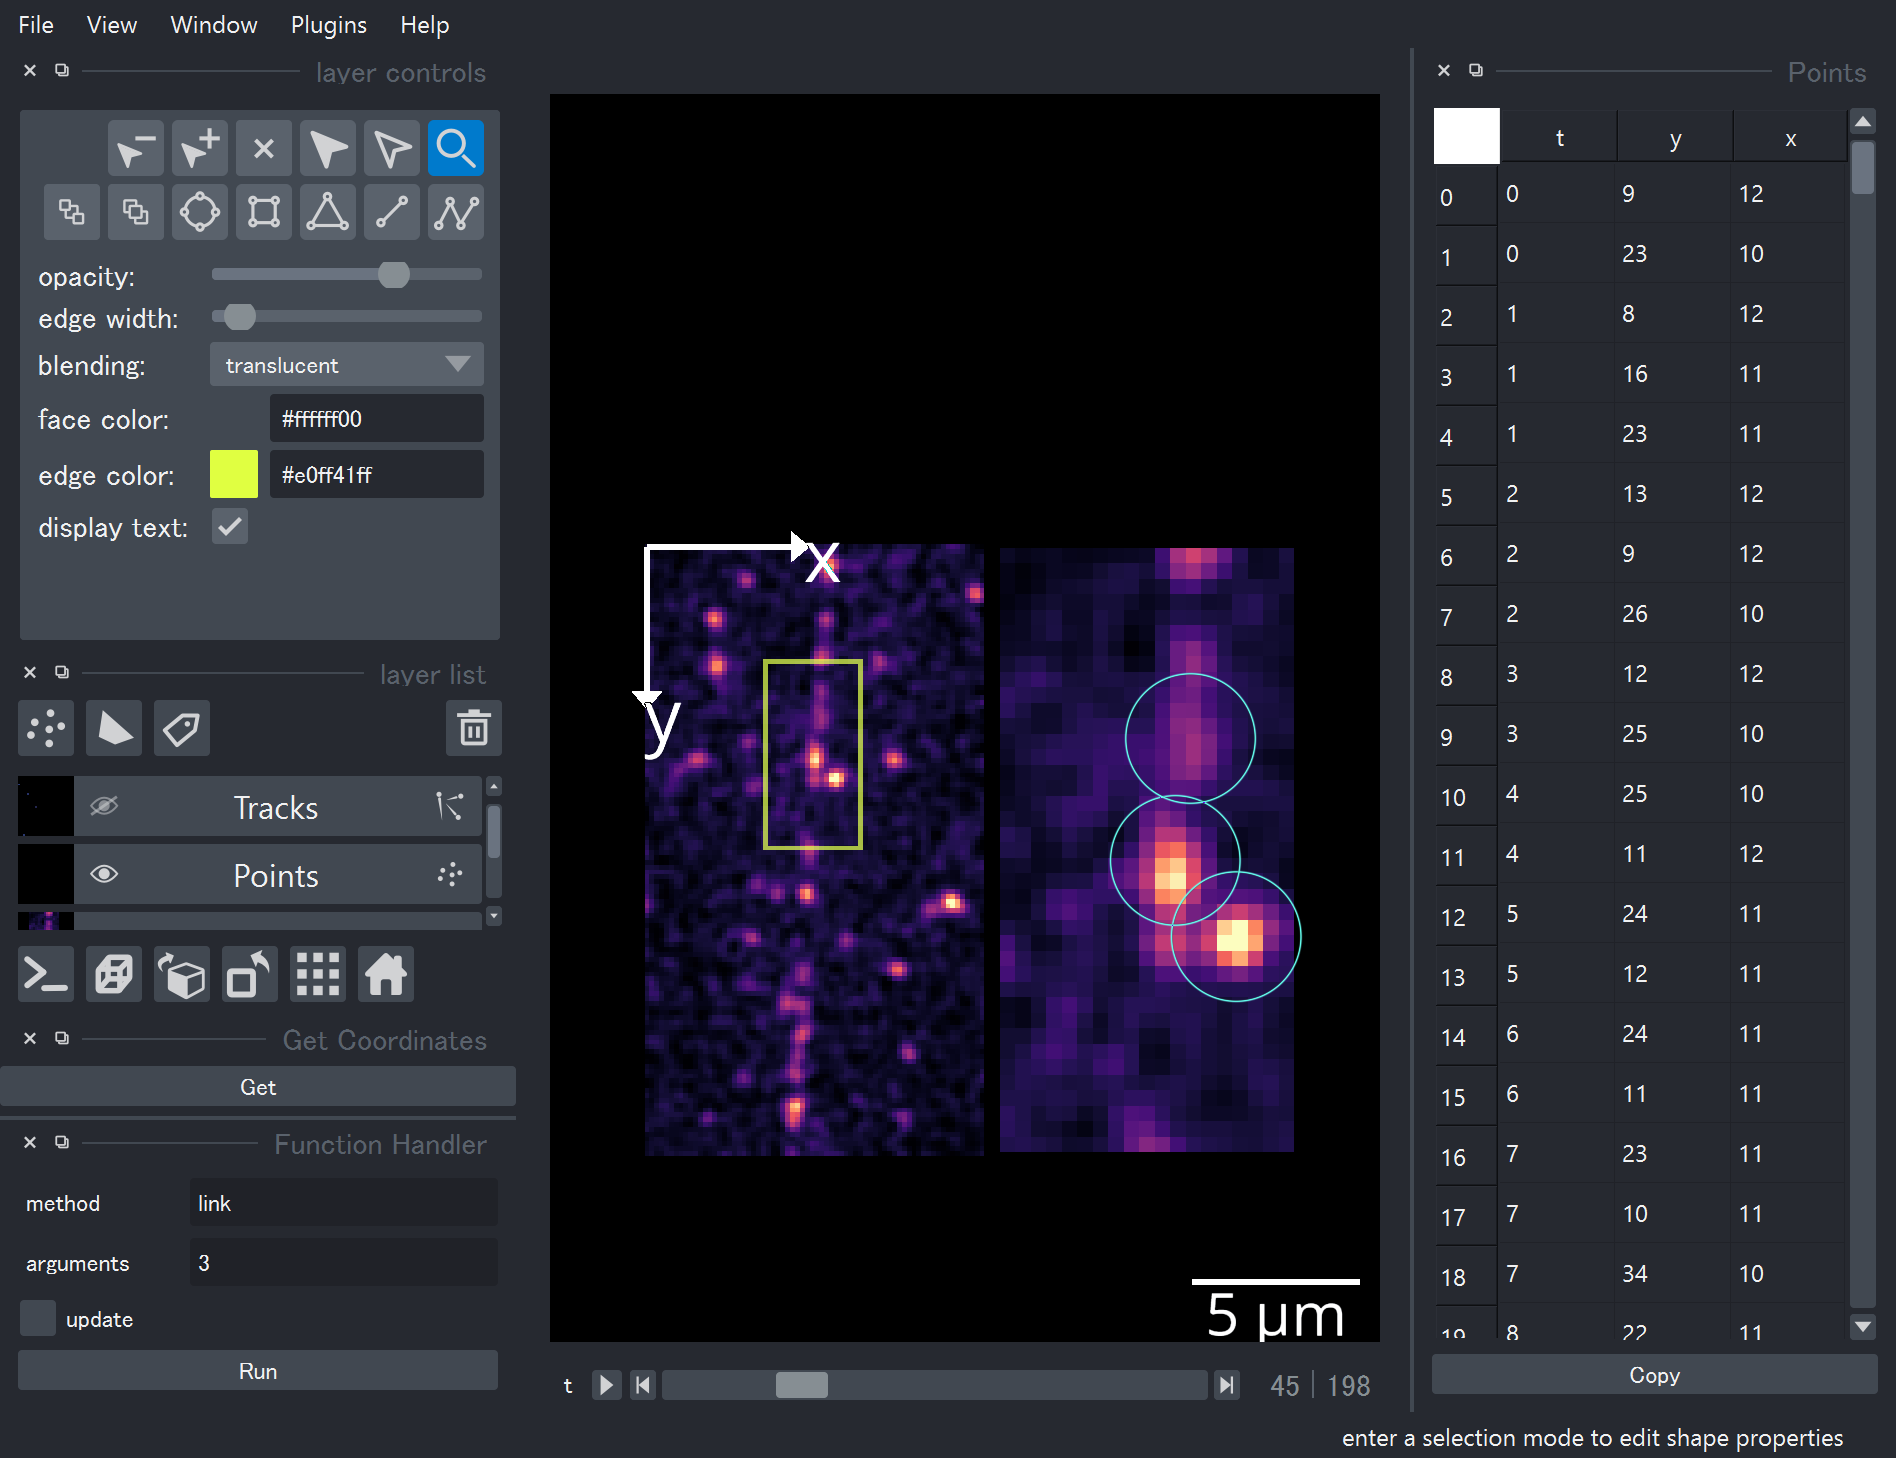 File View Window Plugins Help
layer controls
opacity:
edge width:
blending: translucent
face color: #ffffff00
edge color: #e0ff41ff
display text:
layer list
Tracks
Points
Get Coordinates
Get
Function Handler
method link
arguments 3
update
Run
x
y
5 µm
t 45 198
Points
t y x
0 0 9 12
1 0 23 10
2 1 8 12
3 1 16 11
4 1 23 11
5 2 13 12
6 2 9 12
7 2 26 10
8 3 12 12
9 3 25 10
10 4 25 10
11 4 11 12
12 5 24 11
13 5 12 11
14 6 24 11
15 6 11 11
16 7 23 11
17 7 10 11
18 7 34 10
19 8 22 11
Copy
enter a selection mode to edit shape properties